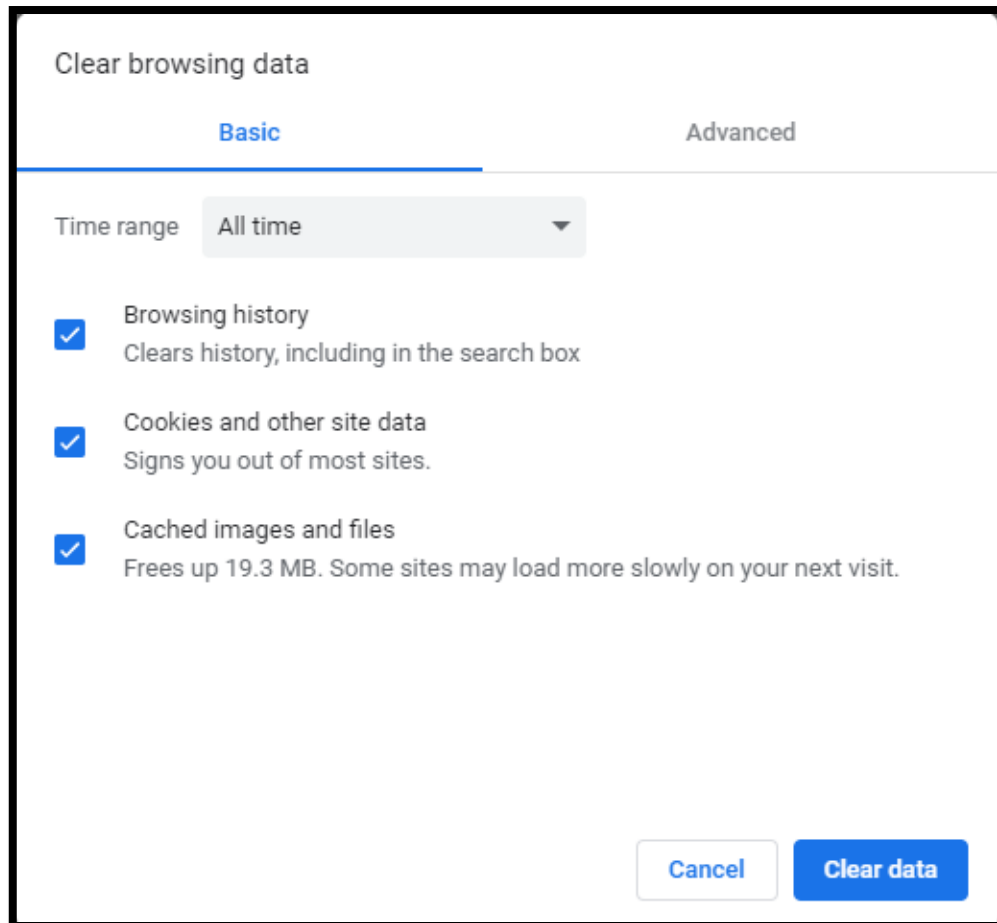 Clear browsing data
Basic Advanced
Time range All time
Browsing history
Clears history, including in the search box
Cookies and other site data
Signs you out of most sites.
Cached images and files
Frees up 19.3 MB. Some sites may load more slowly on your next visit.
Cancel Clear data